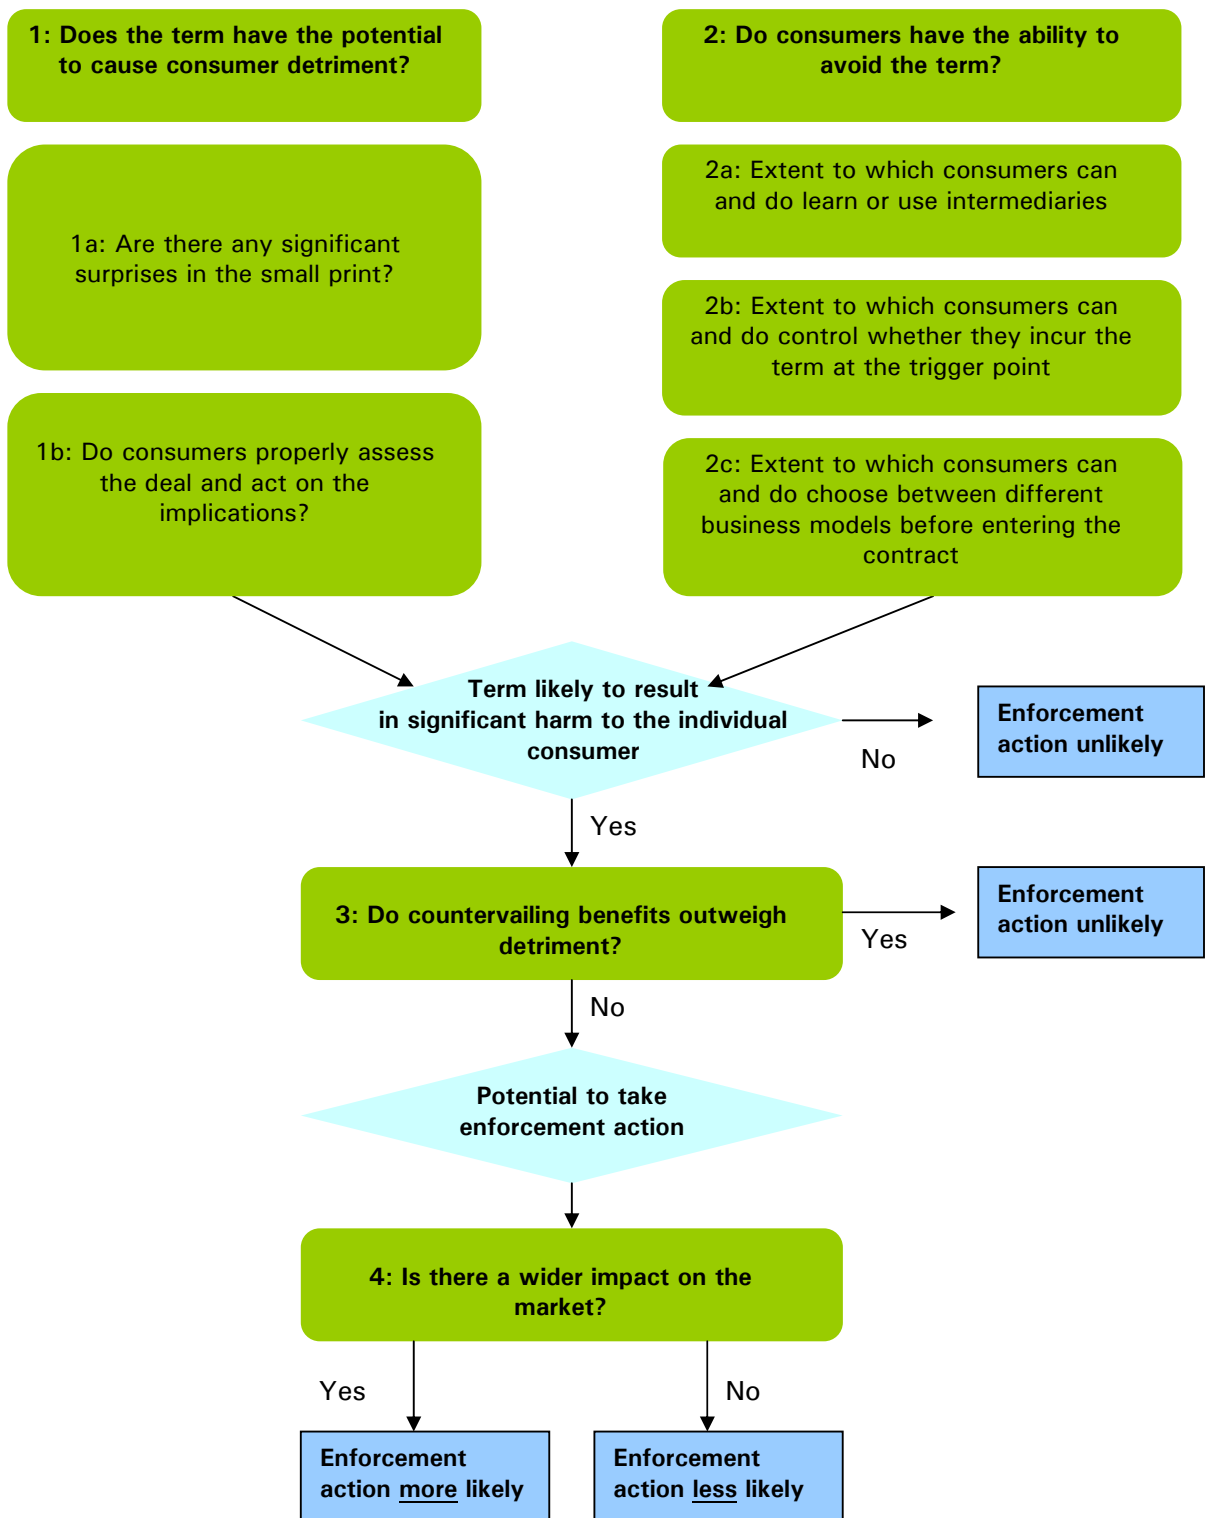 1: Does the term have the potential
to cause consumer detriment?
1a: Are there any significant
surprises in the small print?
1b: Do consumers properly assess
the deal and act on the
implications?
2: Do consumers have the ability to
avoid the term?
2a: Extent to which consumers can
and do learn or use intermediaries
2b: Extent to which consumers can
and do control whether they incur the
term at the trigger point
2c: Extent to which consumers can
and do choose between different
business models before entering the
contract
Term likely to result
in significant harm to the individual
consumer
No
Enforcement
action unlikely
Yes
3: Do countervailing benefits outweigh
detriment?
Yes
Enforcement
action unlikely
No
Potential to take
enforcement action
4: Is there a wider impact on the
market?
Yes
No
Enforcement
action more likely
Enforcement
action less likely